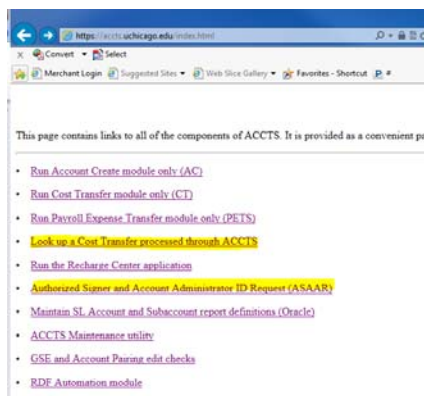 https://accts.uchicago.edu/index.html
x Convert Select
Merchant Login Suggested Sites Web Slice Gallery Favorites - Shortcut
This page contains links to all of the components of ACCTS. It is provided as a convenient
• Run Account Create module only (AC)
• Run Cost Transfer module only (CT)
• Run Payroll Expense Transfer module only (PETS)
• Look up a Cost Transfer processed through ACCTS
• Run the Recharge Center application
• Authorized Signer and Account Administrator ID Request (ASAAR)
• Maintain SL Account and Subaccount report definitions (Oracle)
• ACCTS Maintenance utility
• GSE and Account Pairing edit checks
• RDF Automation module